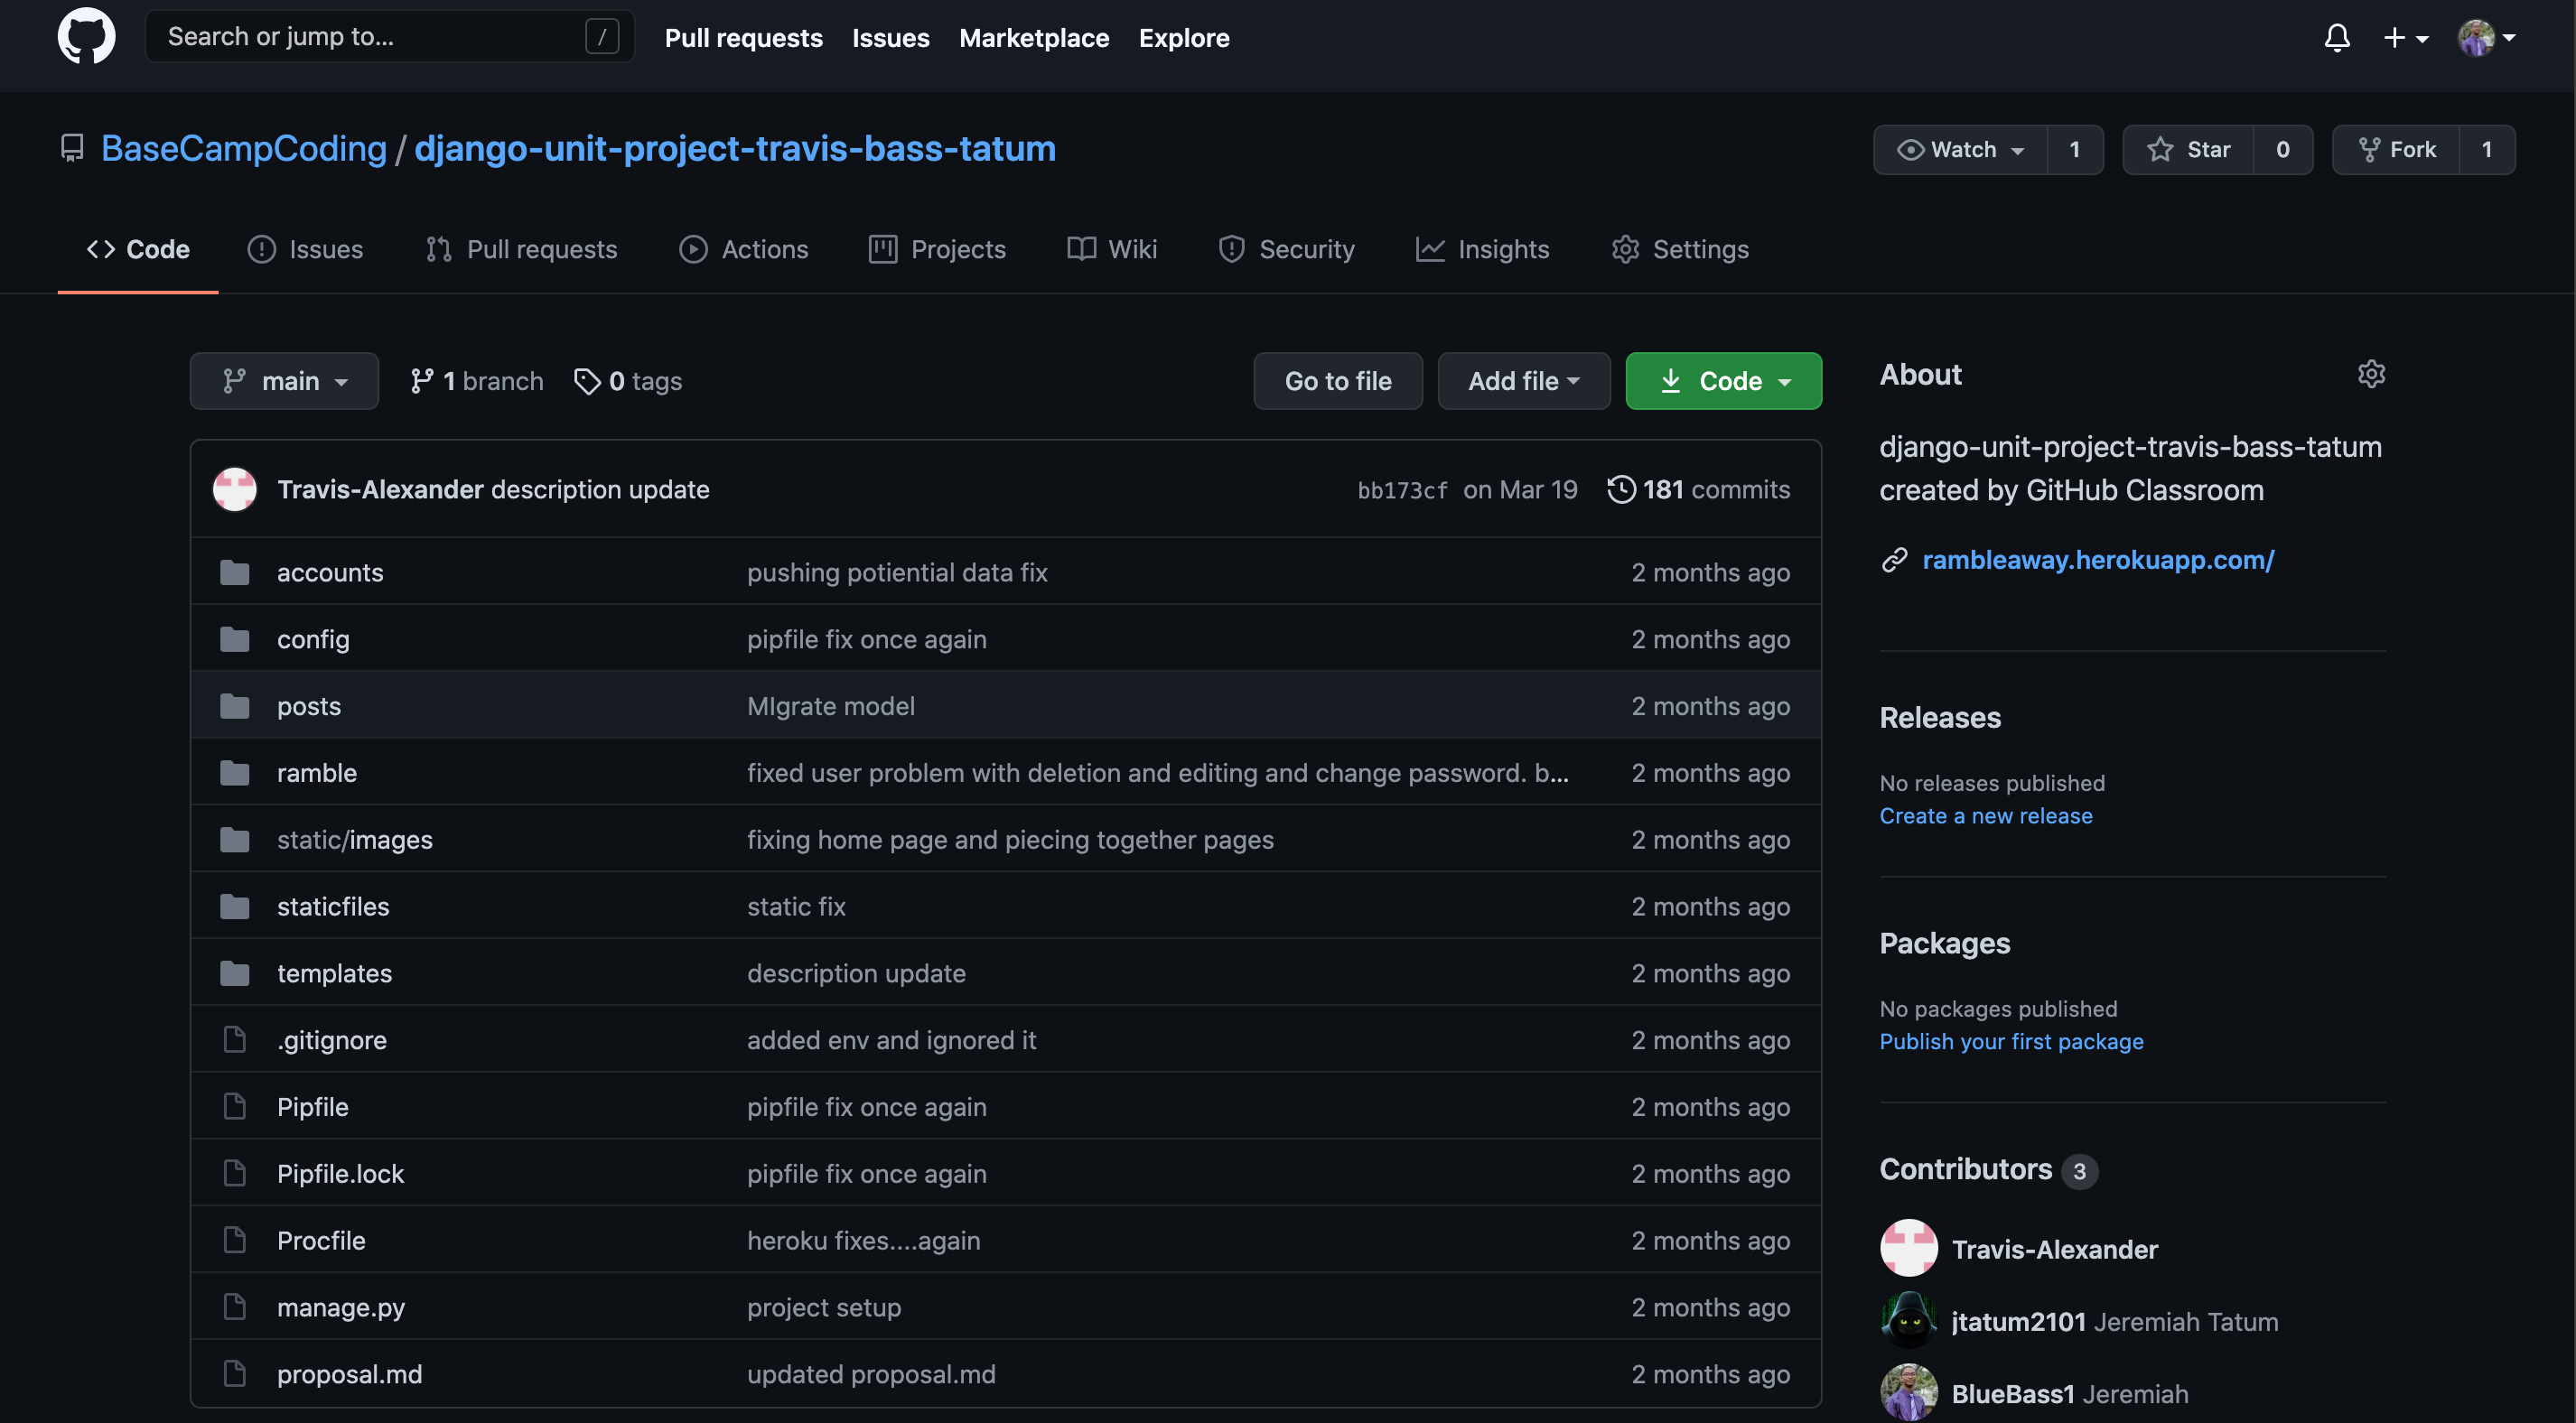 Search or jump to... /
Pull requests Issues Marketplace Explore
BaseCampCoding / django-unit-project-travis-bass-tatum
Watch 1 Star 0 Fork 1
Code Issues Pull requests Actions Projects Wiki Security Insights Settings
main 1 branch 0 tags Go to file Add file Code
Travis-Alexander description update bb173cf on Mar 19 181 commits
accounts pushing potiential data fix 2 months ago
config pipfile fix once again 2 months ago
posts MIgrate model 2 months ago
ramble fixed user problem with deletion and editing and change password. b... 2 months ago
static/images fixing home page and piecing together pages 2 months ago
staticfiles static fix 2 months ago
templates description update 2 months ago
.gitignore added env and ignored it 2 months ago
Pipfile pipfile fix once again 2 months ago
Pipfile.lock pipfile fix once again 2 months ago
Procfile heroku fixes....again 2 months ago
manage.py project setup 2 months ago
proposal.md updated proposal.md 2 months ago
About
django-unit-project-travis-bass-tatum
created by GitHub Classroom
rambleaway.herokuapp.com/
Releases
No releases published
Create a new release
Packages
No packages published
Publish your first package
Contributors 3
Travis-Alexander
jtatum2101 Jeremiah Tatum
BlueBass1 Jeremiah